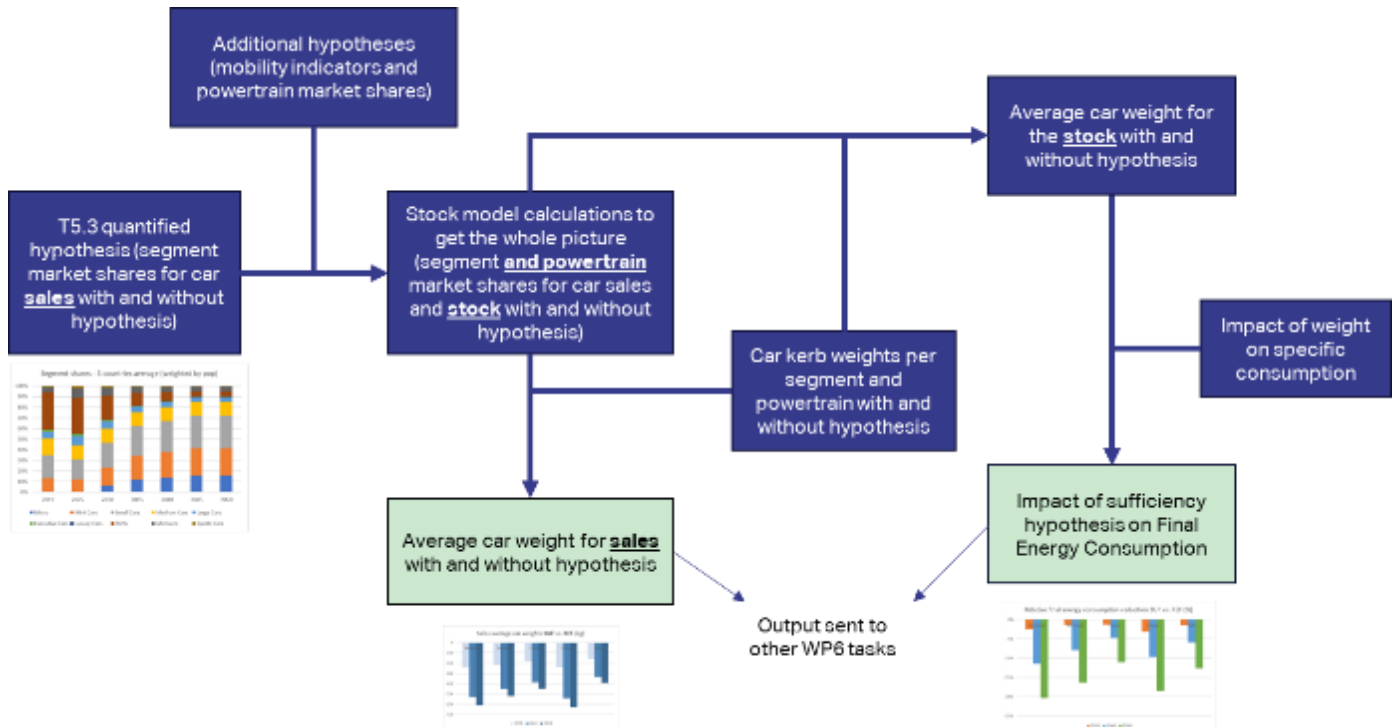 Additional hypotheses
(mobility indicators and
powertrain market shares)
Average car weight for
the stock with and
without hypothesis
T5.3 quantified
hypothesis (segment
market shares for car
sales with and without
hypothesis)
Stock model calculations to
get the whole picture
(segment and powertrain
market shares for car sales
and stock with and without
hypothesis)
Car kerb weights per
segment and
powertrain with and
without hypothesis
Impact of weight
on specific
consumption
Average car weight for sales
with and without hypothesis
Impact of sufficiency
hypothesis on Final
Energy Consumption
Output sent to
other WP6 tasks